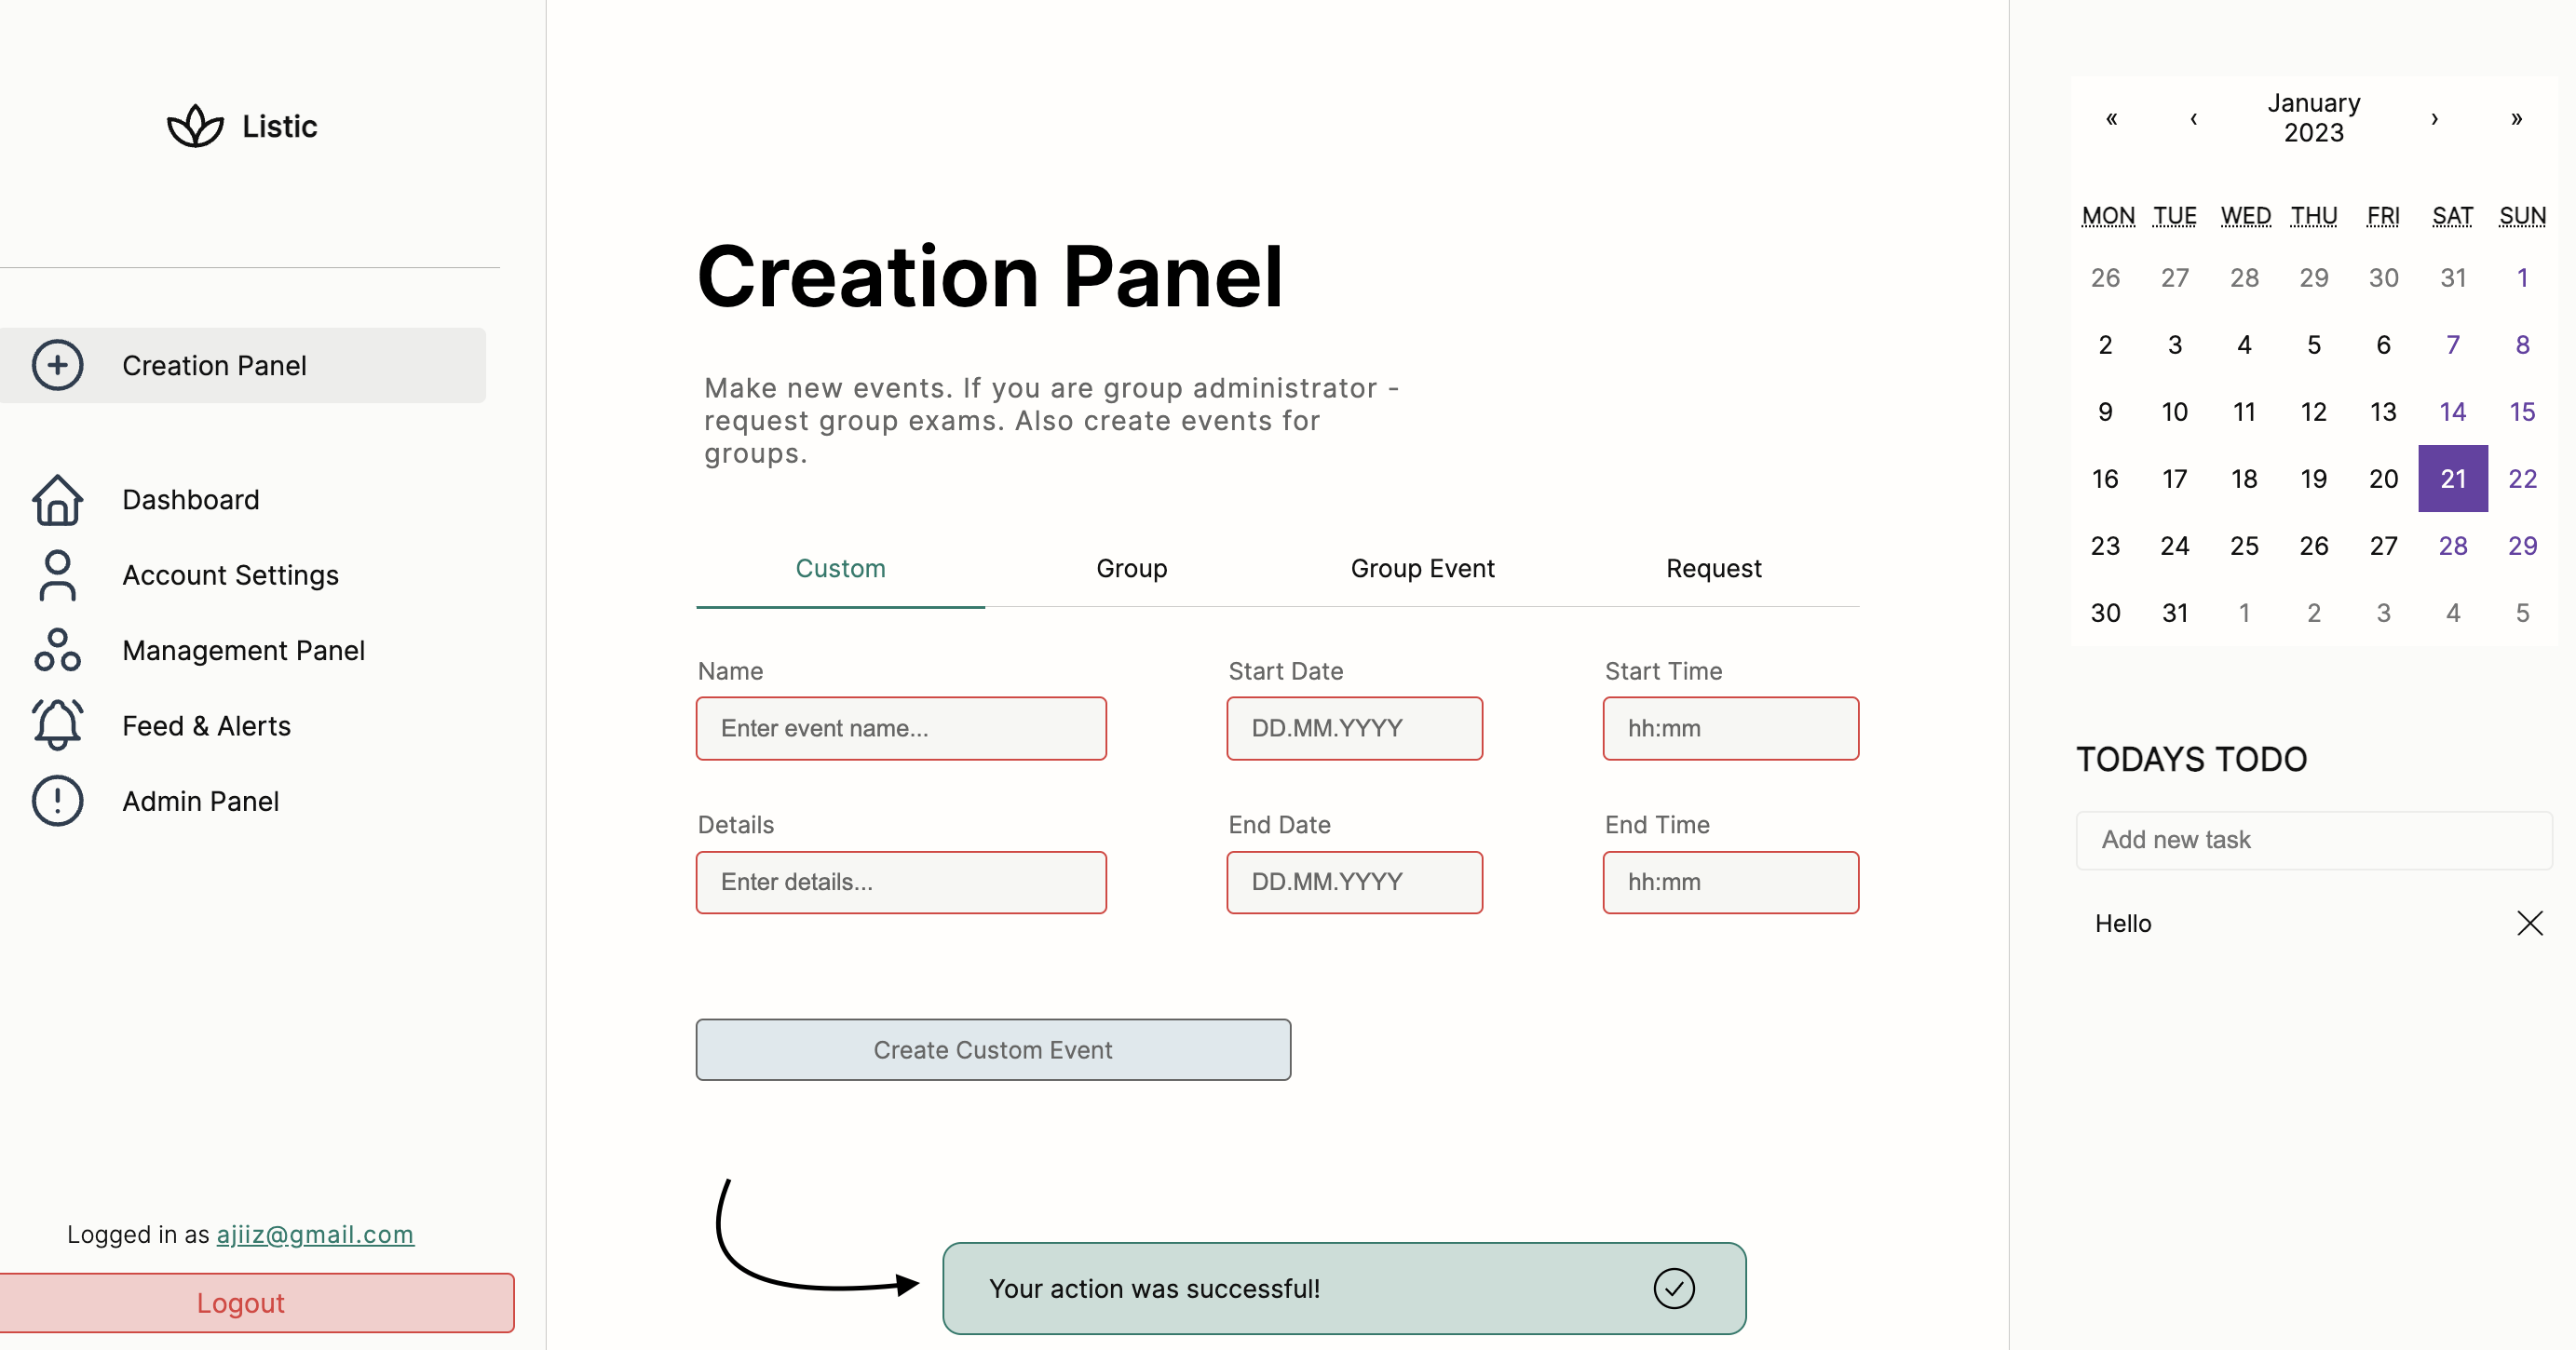 Listic
Creation Panel
Dashboard
Account Settings
Management Panel
Feed & Alerts
Admin Panel
Logged in as ajiiz@gmail.com
Logout
Creation Panel
Make new events. If you are group administrator -
request group exams. Also create events for
groups.
Custom Group Group Event Request
Name Start Date Start Time
Enter event name... DD.MM.YYYY hh:mm
Details End Date End Time
Enter details... DD.MM.YYYY hh:mm
Create Custom Event
Your action was successful!
« ‹ January › »
2023
MON TUE WED THU FRI SAT SUN
26 27 28 29 30 31 1
2 3 4 5 6 7 8
9 10 11 12 13 14 15
16 17 18 19 20 21 22
23 24 25 26 27 28 29
30 31 1 2 3 4 5
TODAYS TODO
Add new task
Hello